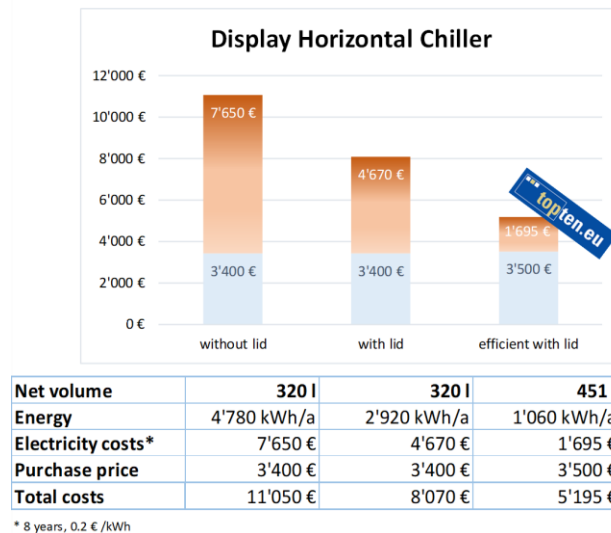 Display Horizontal Chiller
12'000 €
10'000 €
8'000 €
6'000 €
4'000 €
2'000 €
0 €
7'650 €
3'400 €
4'670 €
3'400 €
1'695 €
3'500 €
topten.eu
without lid
with lid
efficient with lid
Net volume 320 l 320 l 451
Energy 4'780 kWh/a 2'920 kWh/a 1'060 kWh/a
Electricity costs* 7'650 € 4'670 € 1'695 €
Purchase price 3'400 € 3'400 € 3'500 €
Total costs 11'050 € 8'070 € 5'195 €
* 8 years, 0.2 € /kWh